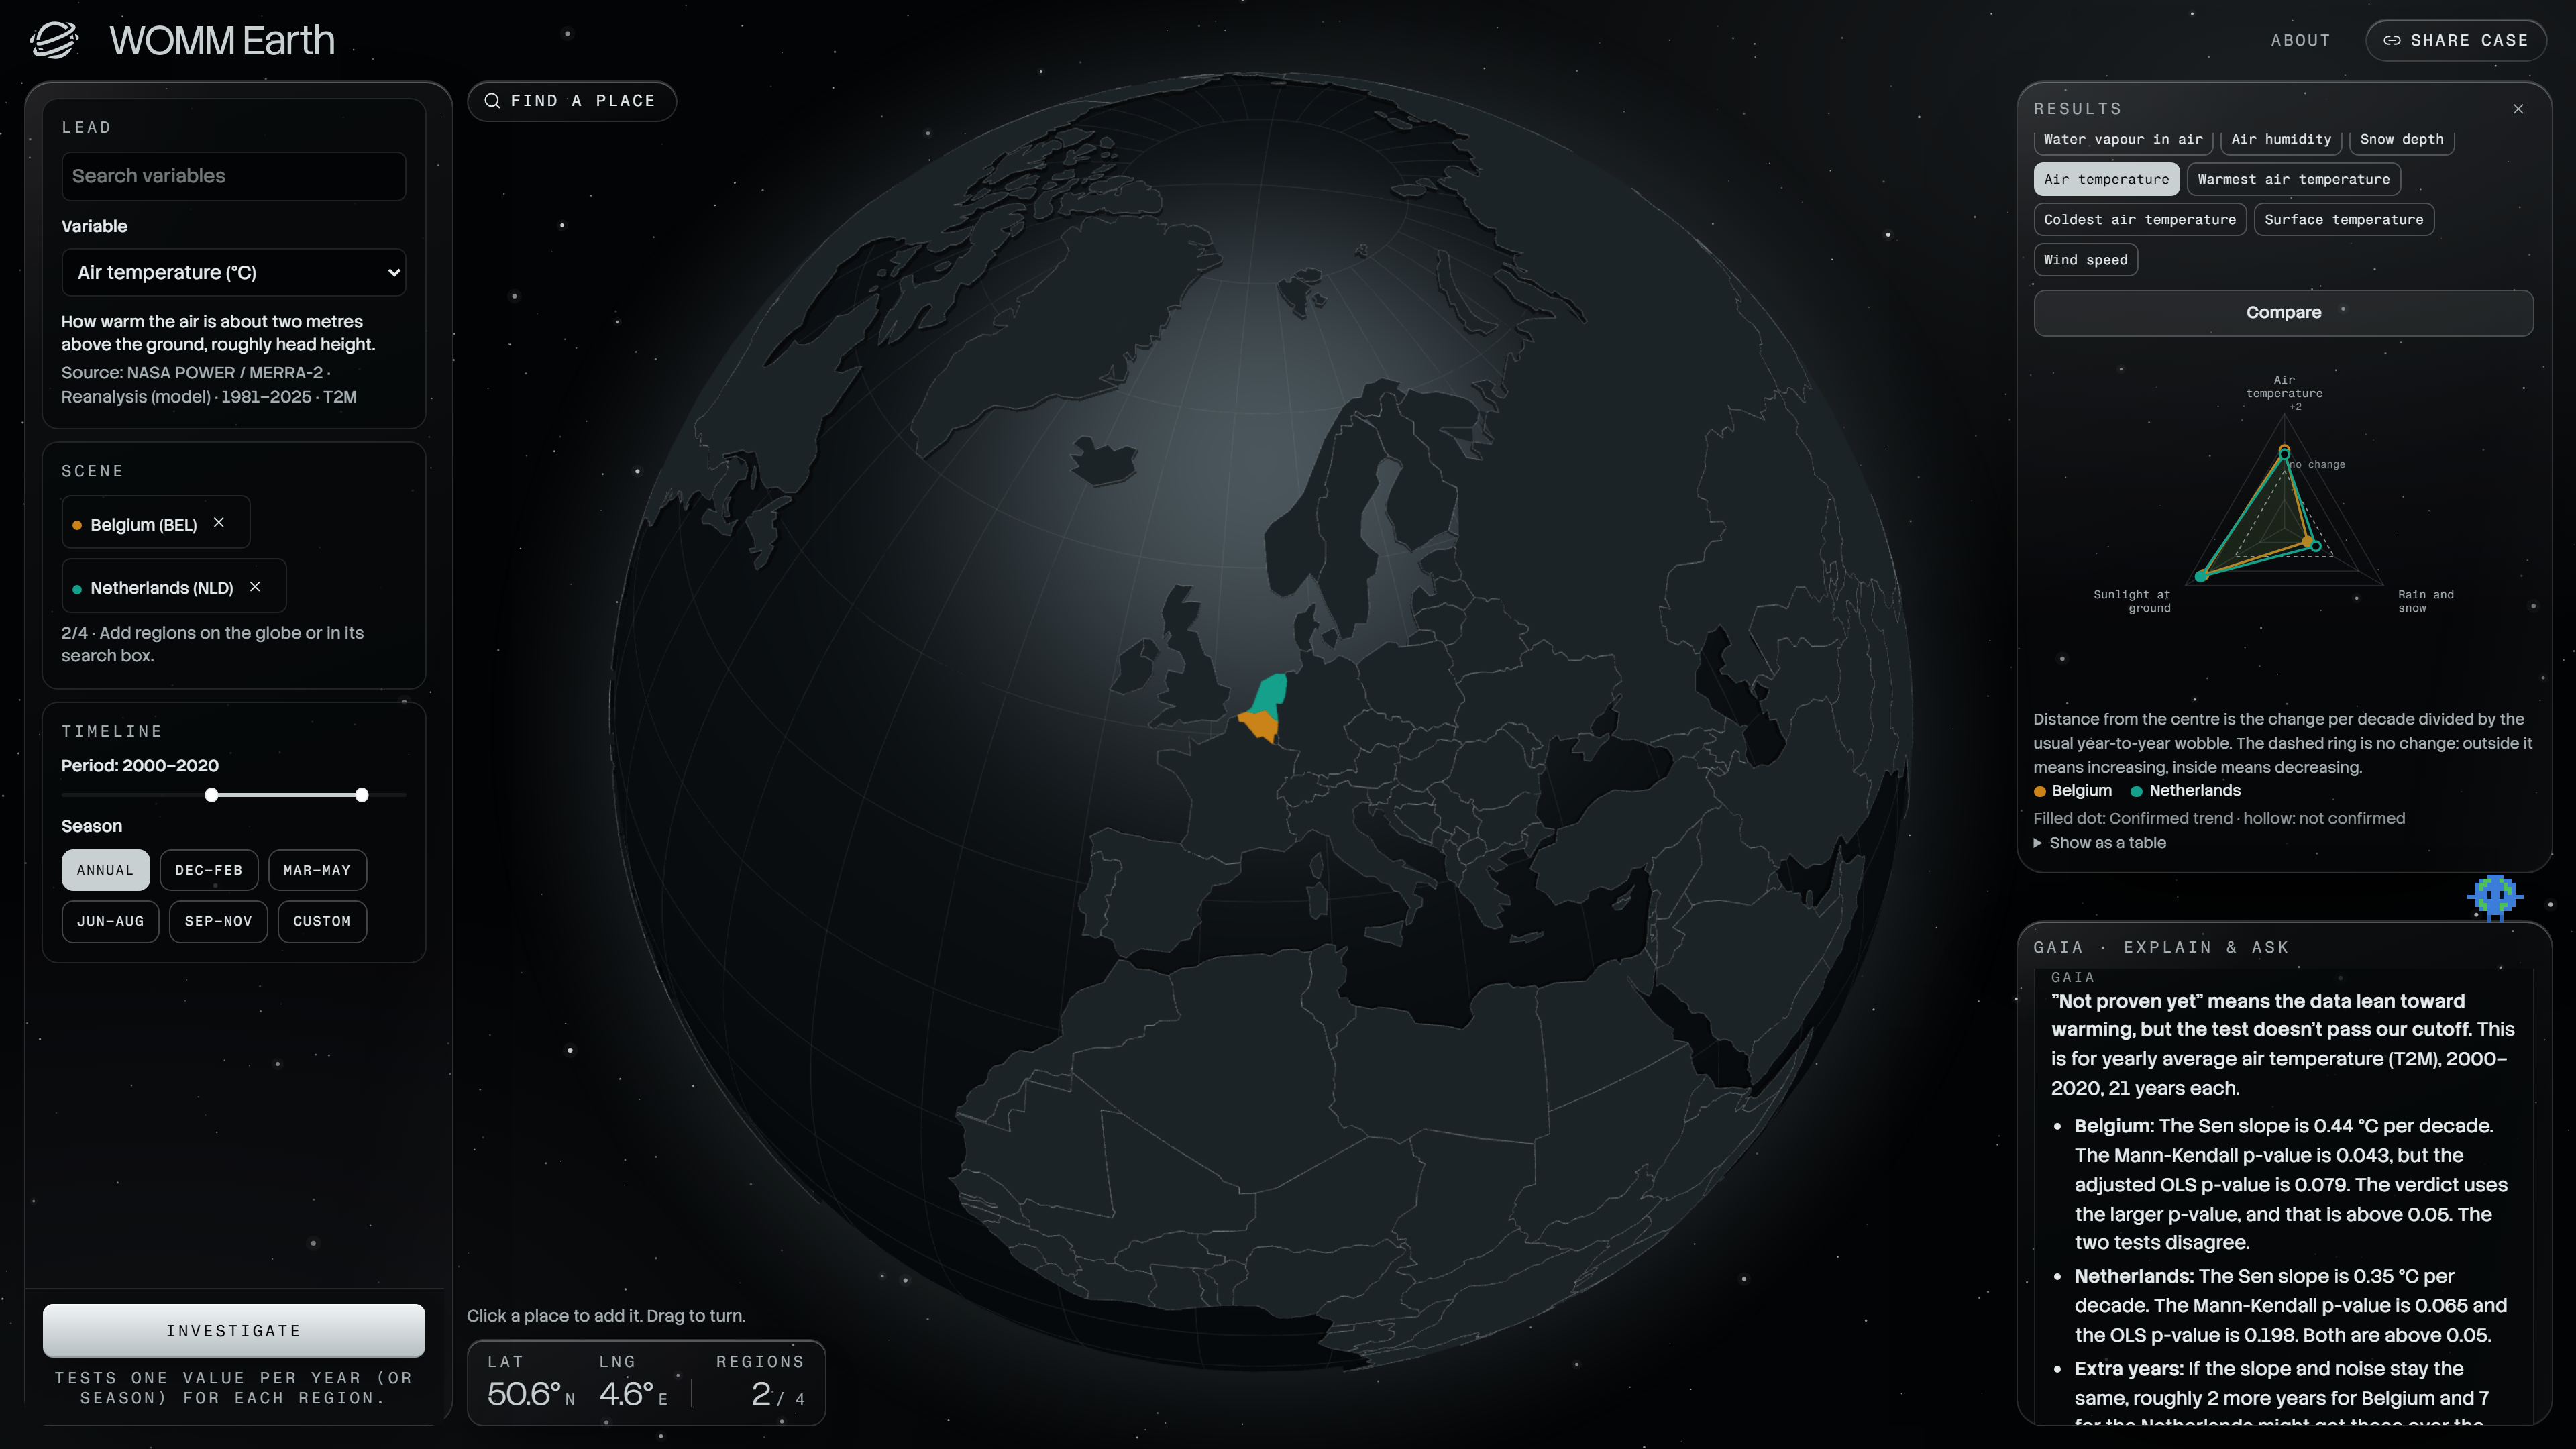 WOMM Earth
ABOUT
SHARE CASE
LEAD
Search variables
Variable
Air temperature (°C)
How warm the air is about two metres
above the ground, roughly head height.
Source: NASA POWER / MERRA-2 ·
Reanalysis (model) · 1981–2025 · T2M
SCENE
Belgium (BEL) ×
Netherlands (NLD) ×
2/4 · Add regions on the globe or in its
search box.
TIMELINE
Period: 2000–2020
Season
ANNUAL
DEC–FEB
MAR–MAY
JUN–AUG
SEP–NOV
CUSTOM
INVESTIGATE
TESTS ONE VALUE PER YEAR (OR
SEASON) FOR EACH REGION.
FIND A PLACE
Click a place to add it. Drag to turn.
LAT
LNG
REGIONS
50.6° N
4.6° E
2 / 4
RESULTS
Water vapour in air
Air humidity
Snow depth
Air temperature
Warmest air temperature
Coldest air temperature
Surface temperature
Wind speed
Compare
Air
temperature
+2
no change
Sunlight at
ground
Rain and
snow
Distance from the centre is the change per decade divided by the
usual year-to-year wobble. The dashed ring is no change: outside it
means increasing, inside means decreasing.
Belgium
Netherlands
Filled dot: Confirmed trend · hollow: not confirmed
Show as a table
GAIA · EXPLAIN & ASK
GAIA
"Not proven yet" means the data lean toward
warming, but the test doesn't pass our cutoff. This
is for yearly average air temperature (T2M), 2000–
2020, 21 years each.
• Belgium: The Sen slope is 0.44 °C per decade.
The Mann-Kendall p-value is 0.043, but the
adjusted OLS p-value is 0.079. The verdict uses
the larger p-value, and that is above 0.05. The
two tests disagree.
• Netherlands: The Sen slope is 0.35 °C per
decade. The Mann-Kendall p-value is 0.065 and
the OLS p-value is 0.198. Both are above 0.05.
• Extra years: If the slope and noise stay the
same, roughly 2 more years for Belgium and 7
for the Netherlands might get these over the